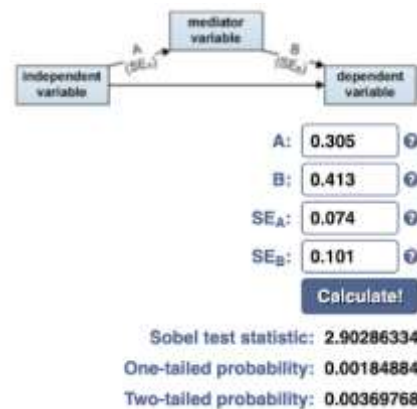 mediator
variable
A
(SEA)
B
(SEB)
independent
variable
dependent
variable
A: 0.305
B: 0.413
SEA: 0.074
SEB: 0.101
Calculate!
Sobel test statistic: 2.90286334
One-tailed probability: 0.00184884
Two-tailed probability: 0.00369768